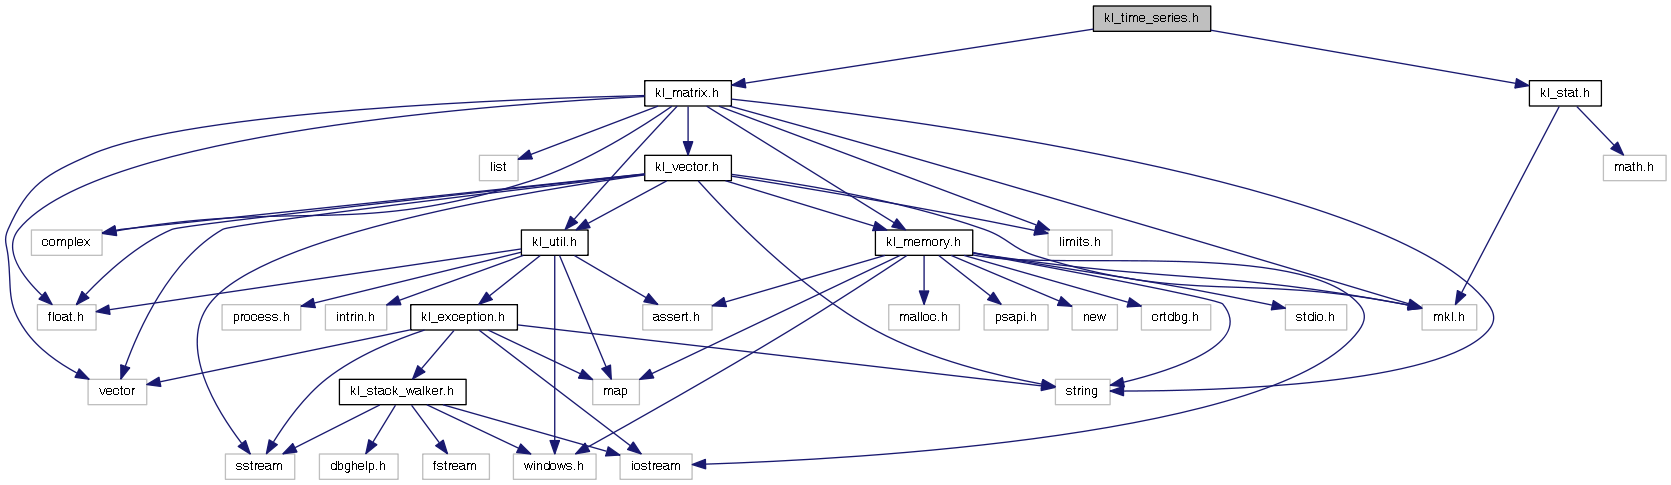 kl_time_series.h
kl_matrix.h
kl_stat.h
list
kl_vector.h
math.h
complex
kl_util.h
kl_memory.h
limits.h
float.h
process.h
intrin.h
kl_exception.h
assert.h
malloc.h
psapi.h
new
crtdbg.h
stdio.h
mkl.h
vector
kl_stack_walker.h
map
string
sstream
dbghelp.h
fstream
windows.h
iostream